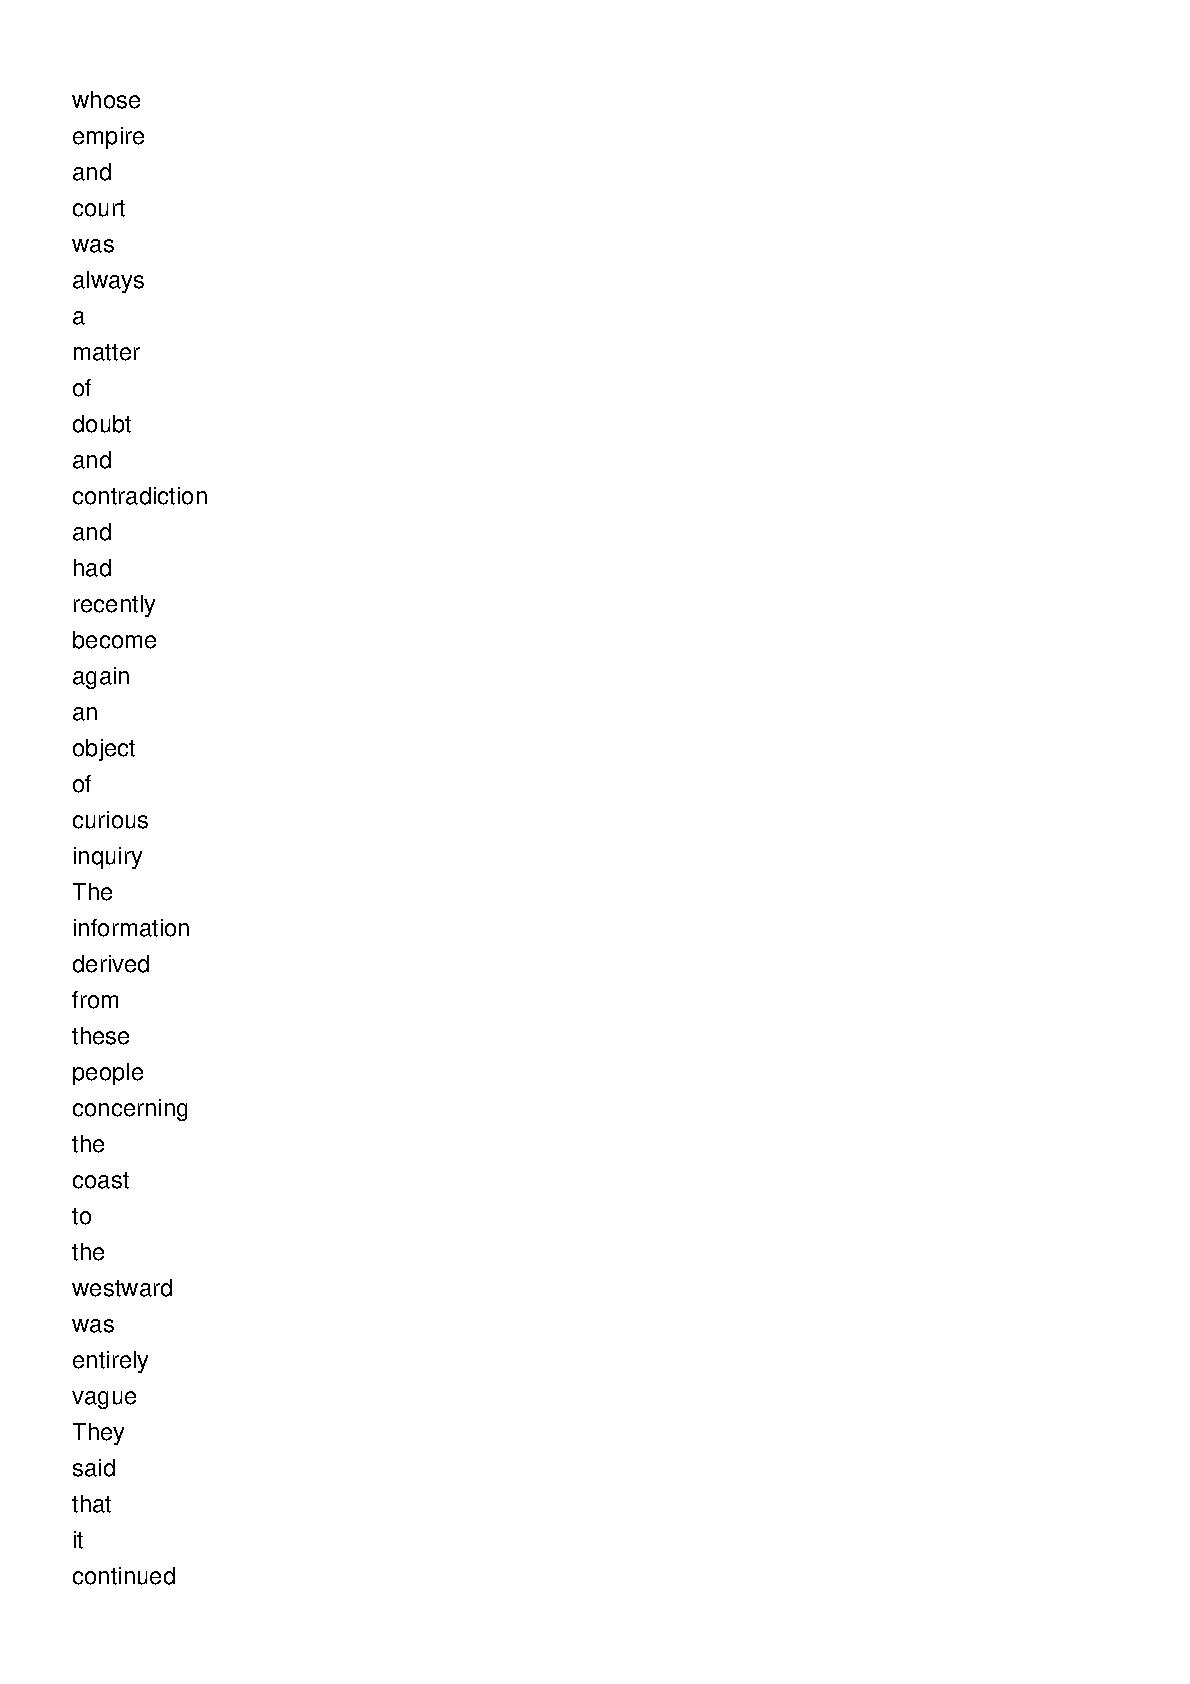 whose
empire
and
court
was
always
a
matter
of
doubt
and
contradiction
and
had
recently
become
again
an
object
of
curious
inquiry
The
information
derived
from
these
people
concerning
the
coast
to
the
westward
was
entirely
vague
They
said
that
it
continued